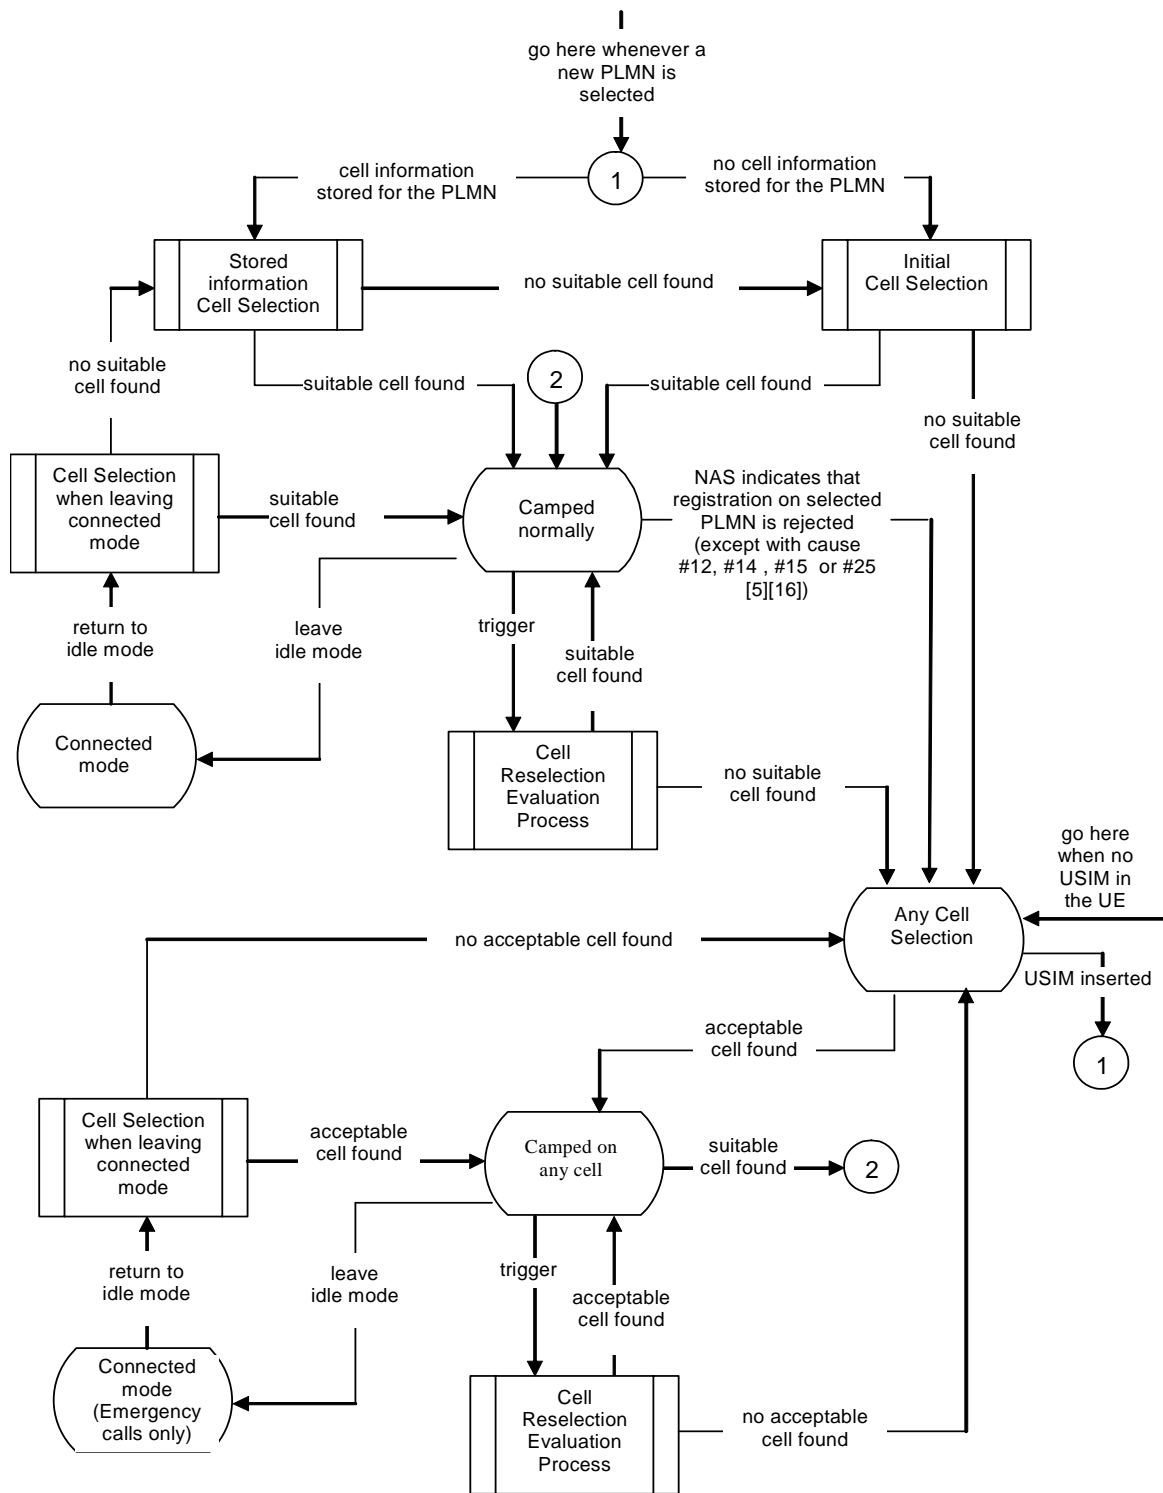 go here whenever a
new PLMN is
selected
1
cell information
stored for the PLMN
no cell information
stored for the PLMN
Stored
information
Cell Selection
no suitable cell found
Initial
Cell Selection
no suitable
cell found
suitable cell found
2
suitable cell found
no suitable
cell found
Cell Selection
when leaving
connected
mode
suitable
cell found
Camped
normally
NAS indicates that
registration on selected
PLMN is rejected
(except with cause
#12, #14 , #15 or #25
[5][16])
return to
idle mode
leave
idle mode
trigger
suitable
cell found
Connected
mode
Cell
Reselection
Evaluation
Process
no suitable
cell found
go here
when no
USIM in
the UE
Any Cell
Selection
no acceptable cell found
USIM inserted
acceptable
cell found
1
Cell Selection
when leaving
connected
mode
acceptable
cell found
Camped on
any cell
suitable
cell found
2
return to
idle mode
leave
idle mode
trigger
acceptable
cell found
Connected
mode
(Emergency
calls only)
Cell
Reselection
Evaluation
Process
no acceptable
cell found